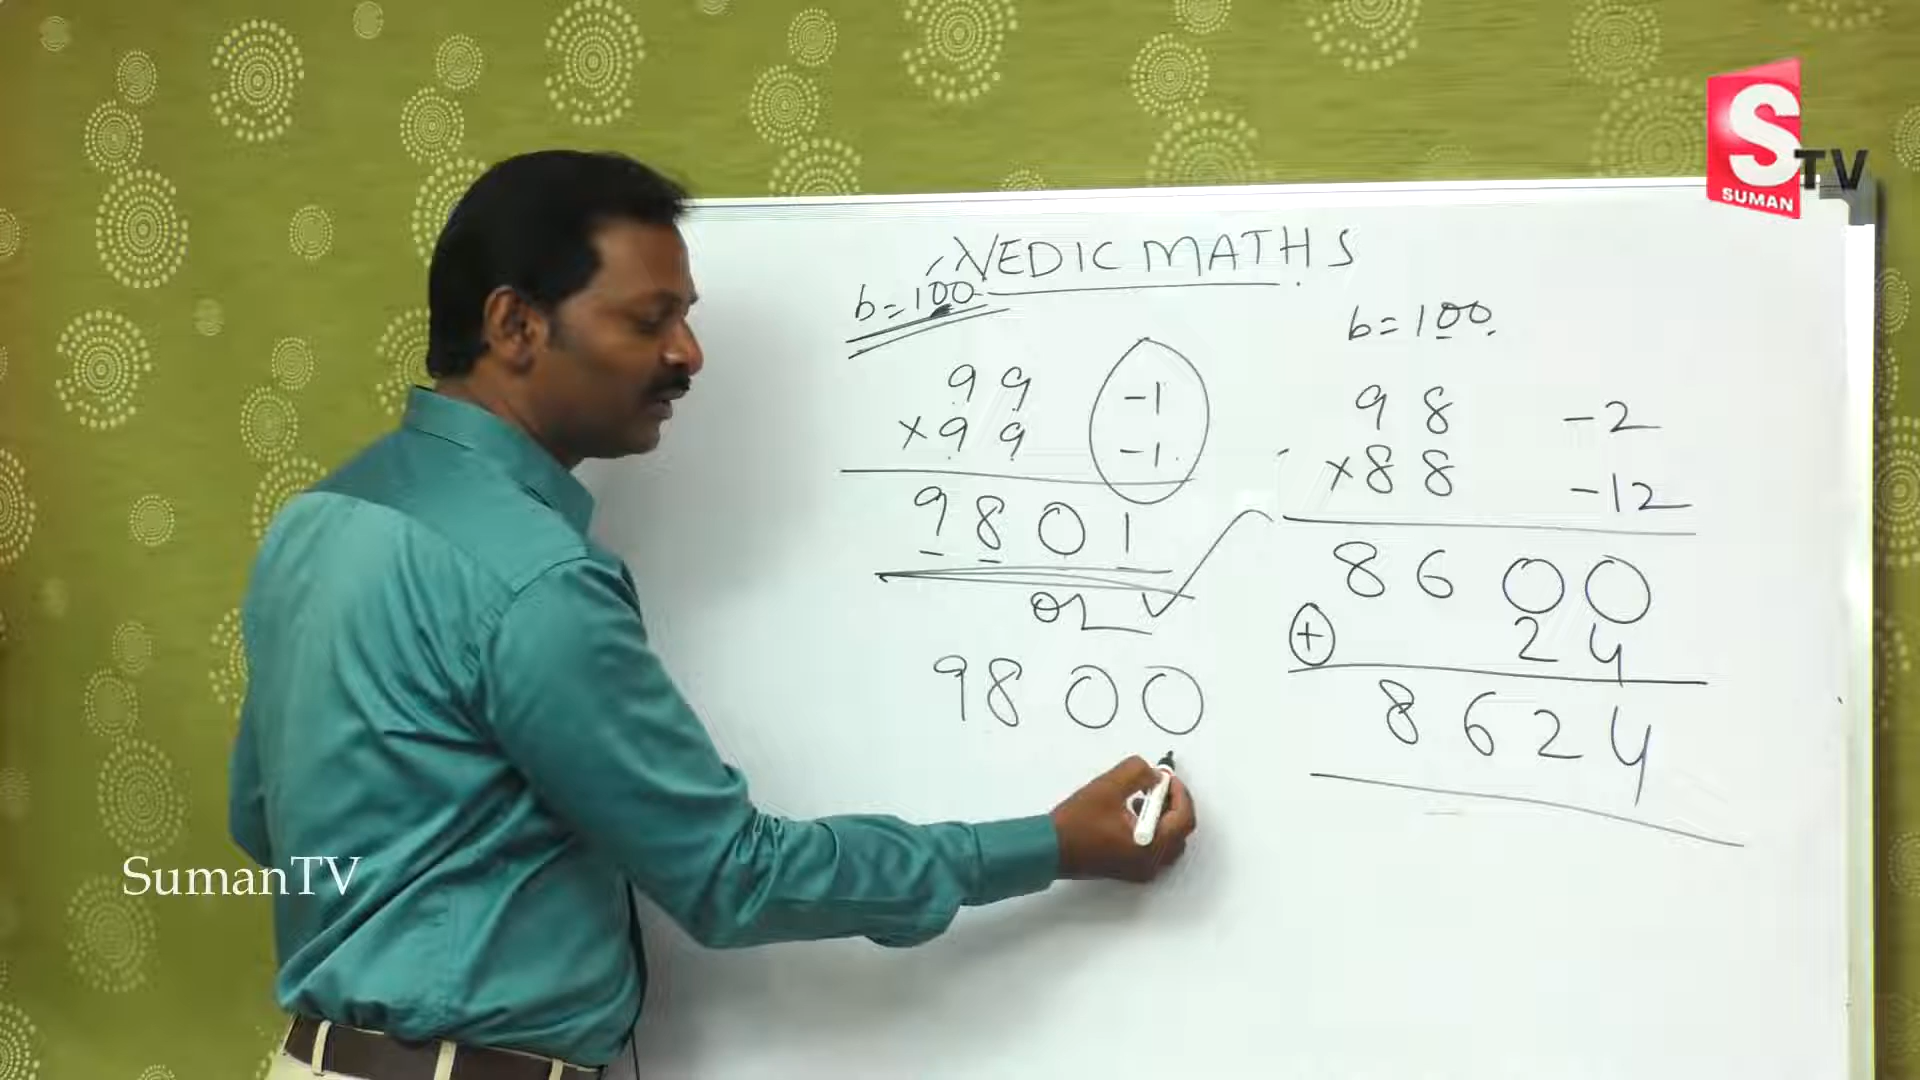 VEDIC MATHS
b=100
99 -1
×99 -1
9801
or
9800
b=100
98 -2
×88 -12
8600
+ 24
8624
S TV
SUMAN
SumanTV